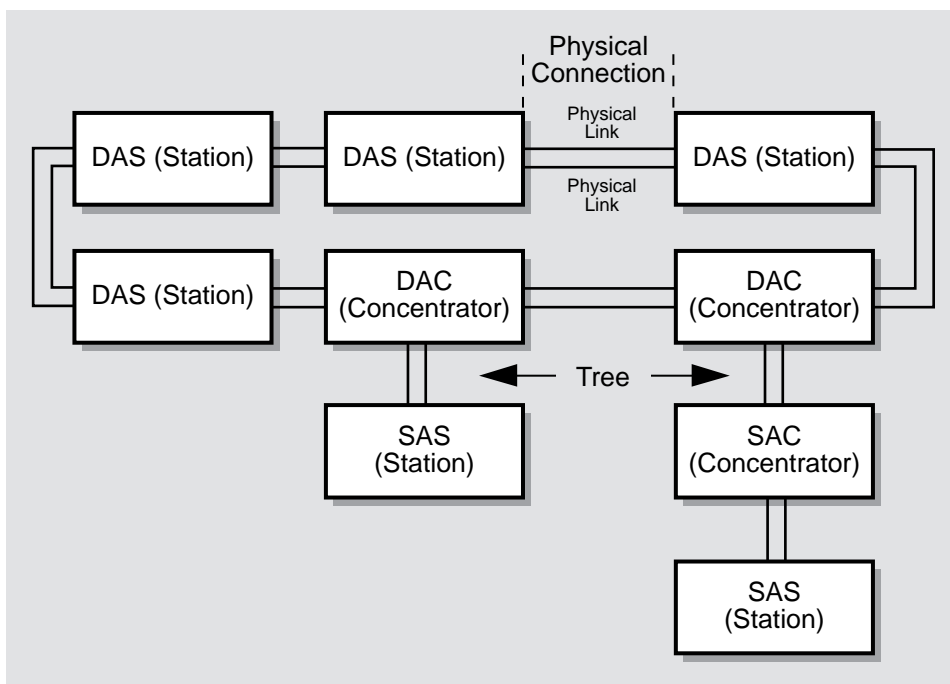 Physical
Connection
Physical
Link
DAS (Station)
DAS (Station)
DAS (Station)
Physical
Link
DAS (Station)
DAC
(Concentrator)
DAC
(Concentrator)
Tree
SAS
(Station)
SAC
(Concentrator)
SAS
(Station)